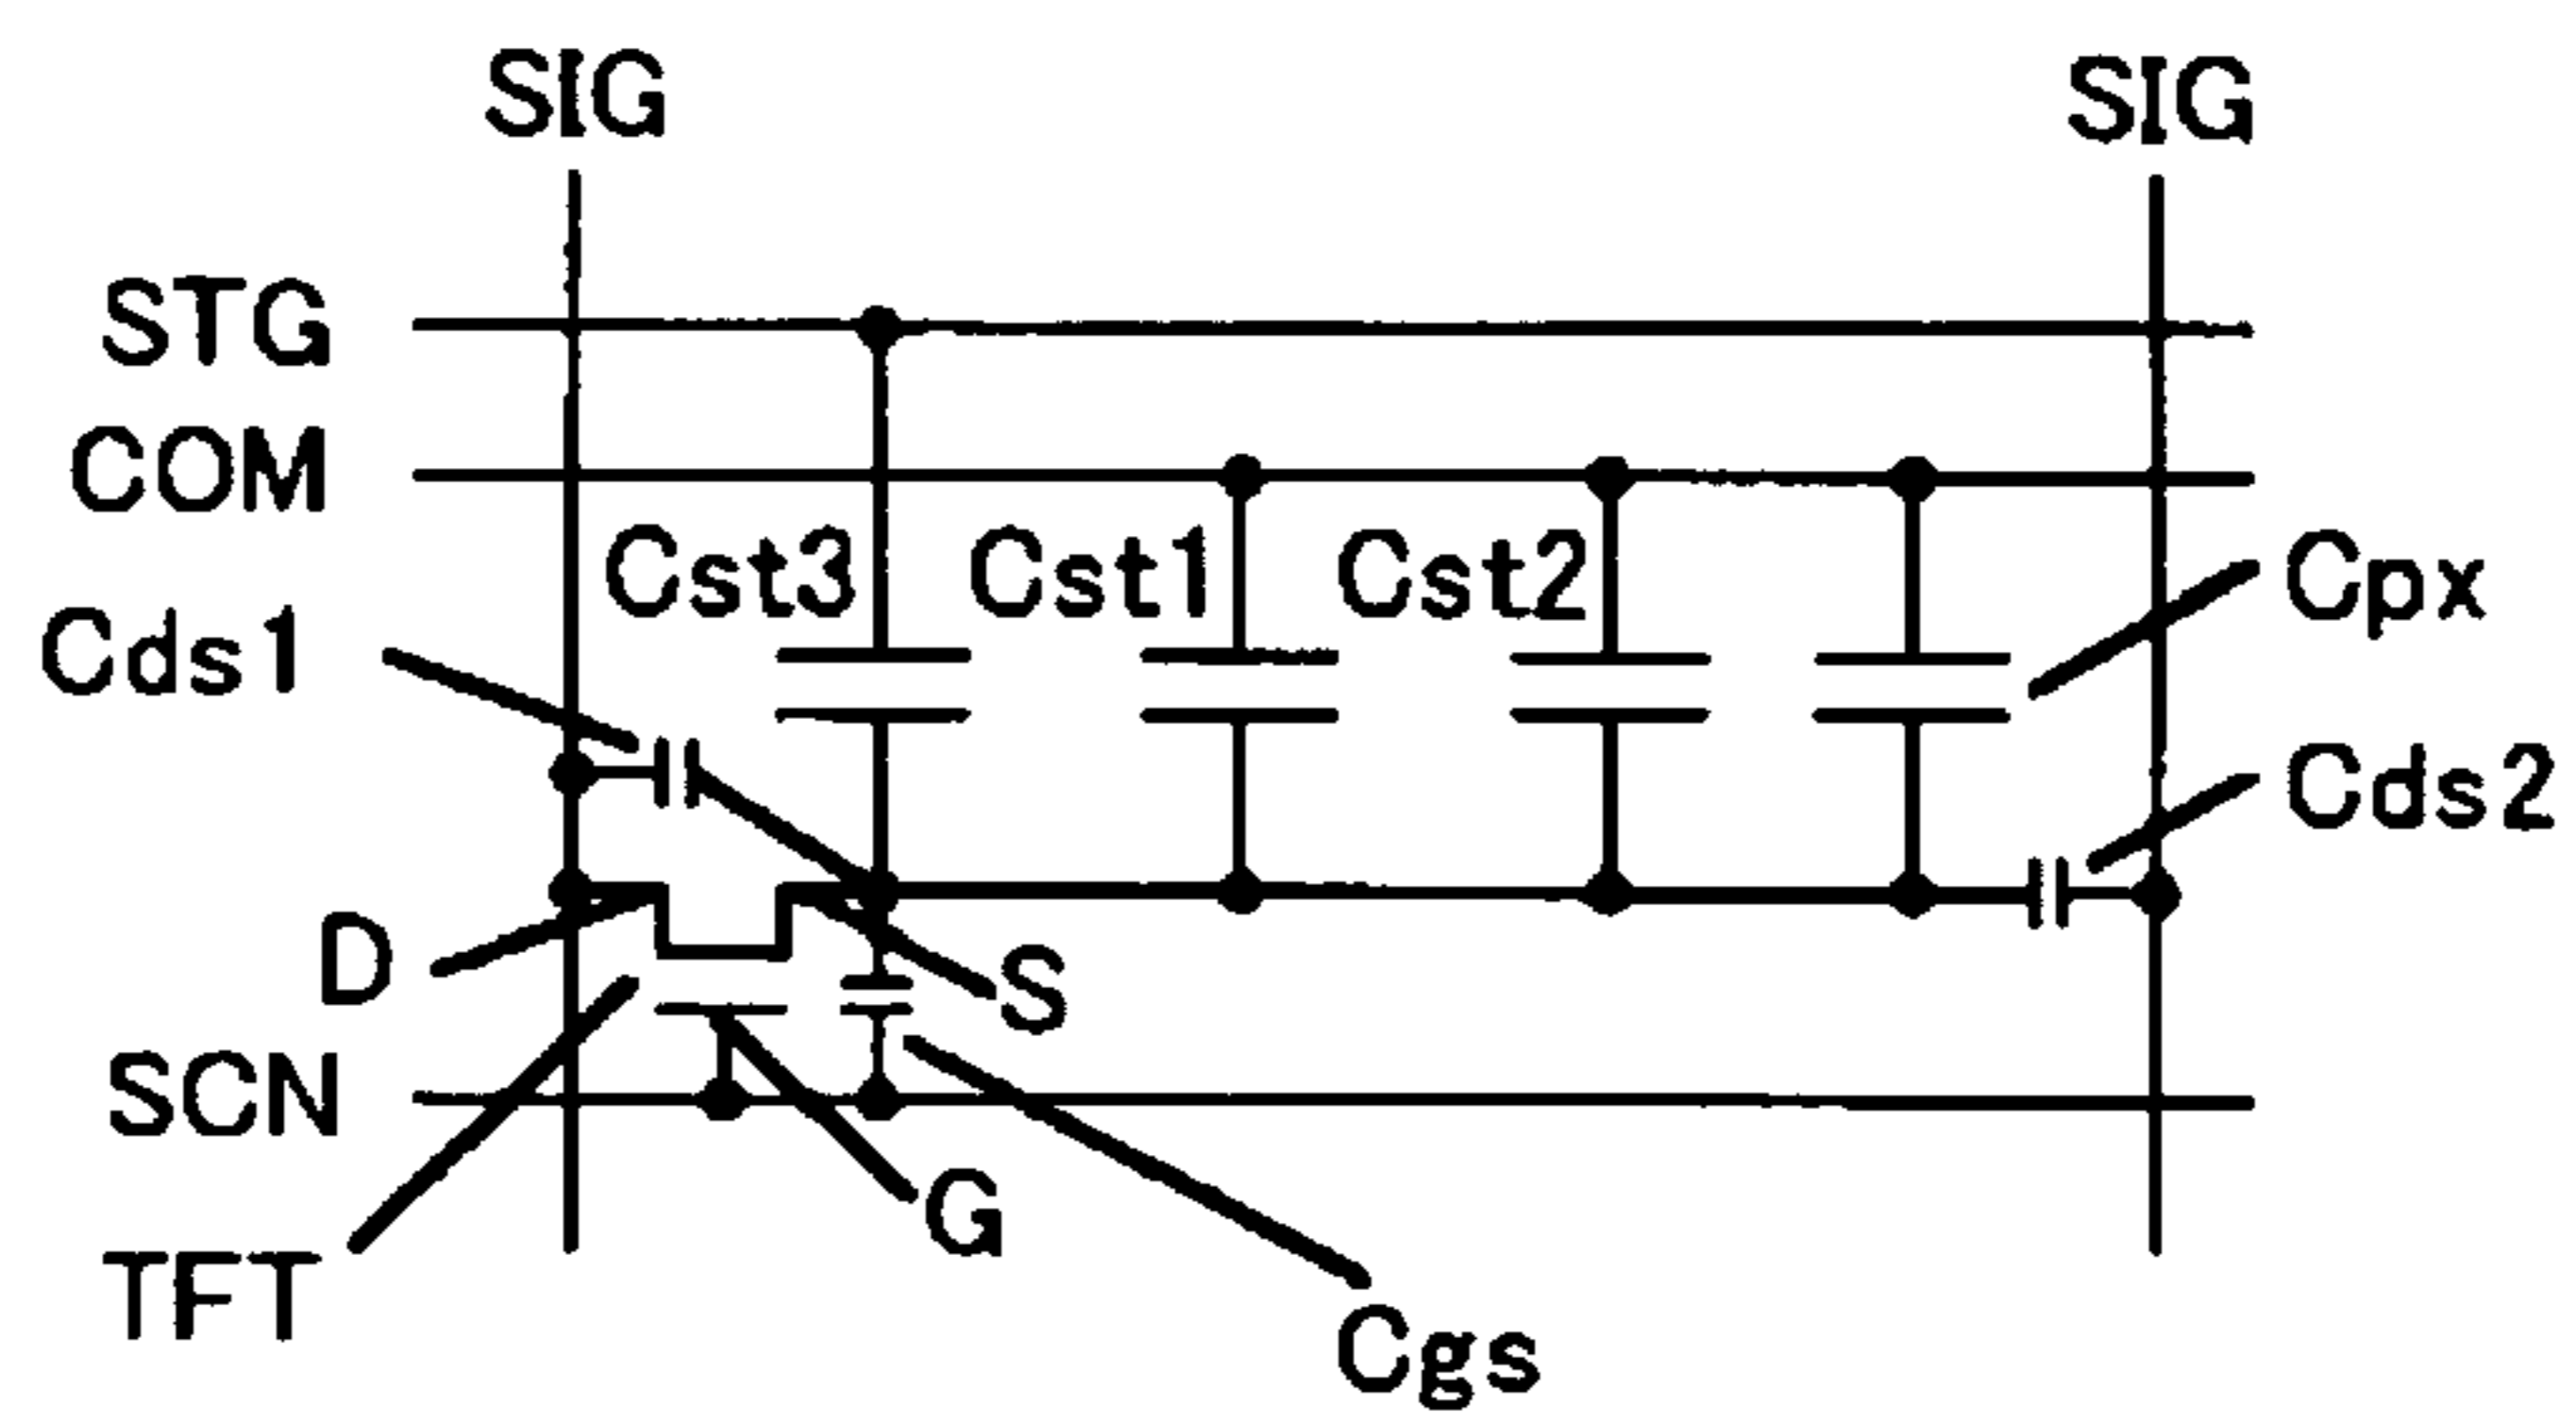 SIG SIG
STG
COM
Cst3 Cst1 Cst2 Cpx
Cds1
Cds2
D
S
SCN
G
TFT
Cgs